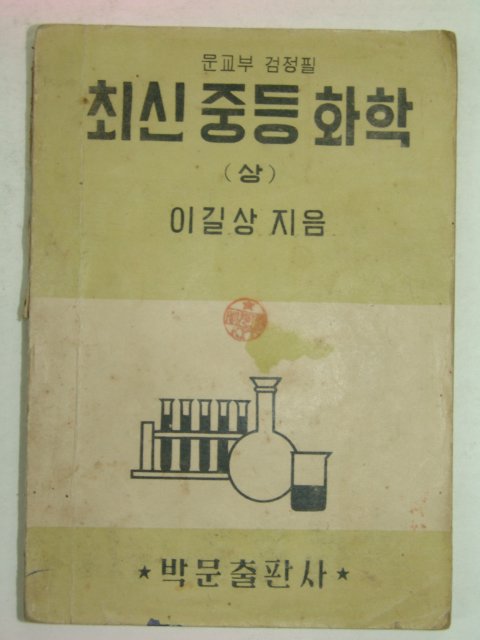 문교부 검정필
최신 중등 화학
(상)
이길상 지음
★ 박문출판사 ★